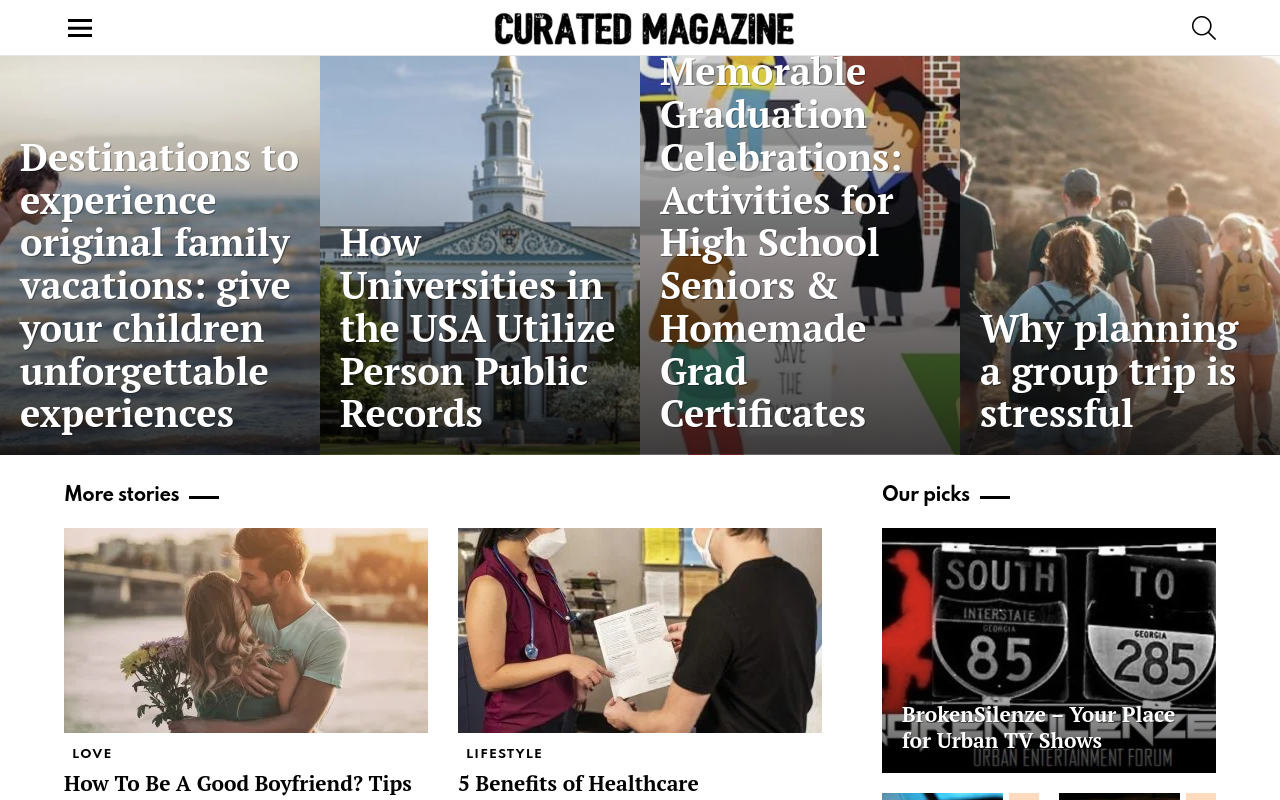 CURATED MAGAZINE
Destinations to
experience
original family
vacations: give
your children
unforgettable
experiences
How
Universities in
the USA Utilize
Person Public
Records
Memorable
Graduation
Celebrations:
Activities for
High School
Seniors &
Homemade
Grad
Certificates
SAVE
THE
Why planning
a group trip is
stressful
More stories
LOVE
How To Be A Good Boyfriend? Tips
LIFESTYLE
5 Benefits of Healthcare
Our picks
SOUTH
INTERSTATE
GEORGIA
85
TO
GEORGIA
285
BrokenSilenze – Your Place
for Urban TV Shows
URBAN ENTERTAINMENT FORUM